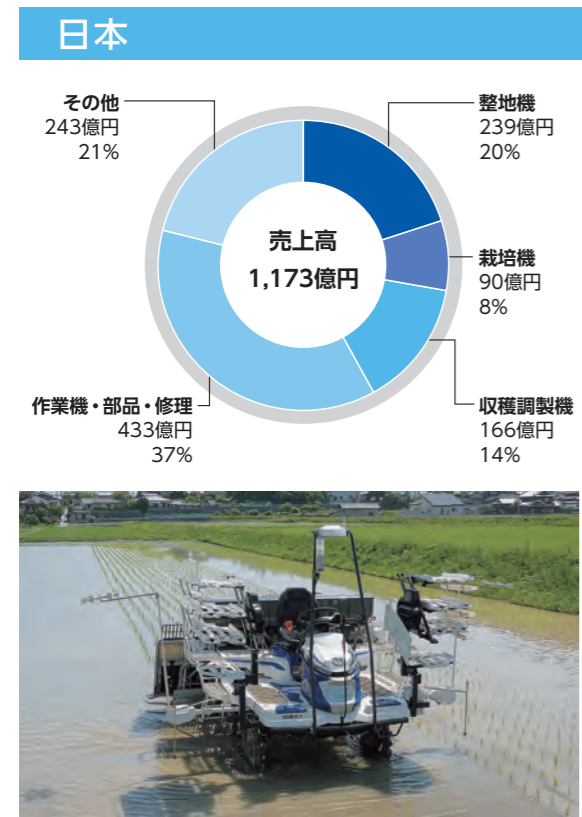 日本
その他
243億円
21%
整地機
239億円
20%
売上高
1,173億円
栽培機
90億円
8%
作業機・部品・修理
433億円
37%
収穫調製機
166億円
14%